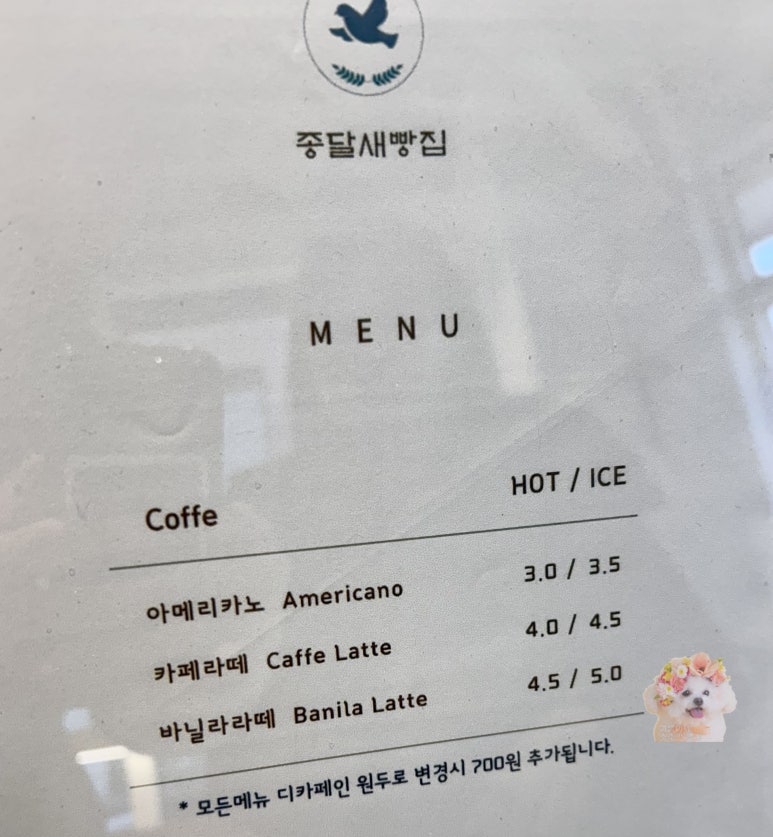 종달새빵집
MENU
Coffe HOT / ICE
아메리카노 Americano 3.0 / 3.5
카페라떼 Caffe Latte 4.0 / 4.5
바닐라라떼 Banila Latte 4.5 / 5.0
* 모든메뉴 디카페인 원두로 변경시 700원 추가됩니다.